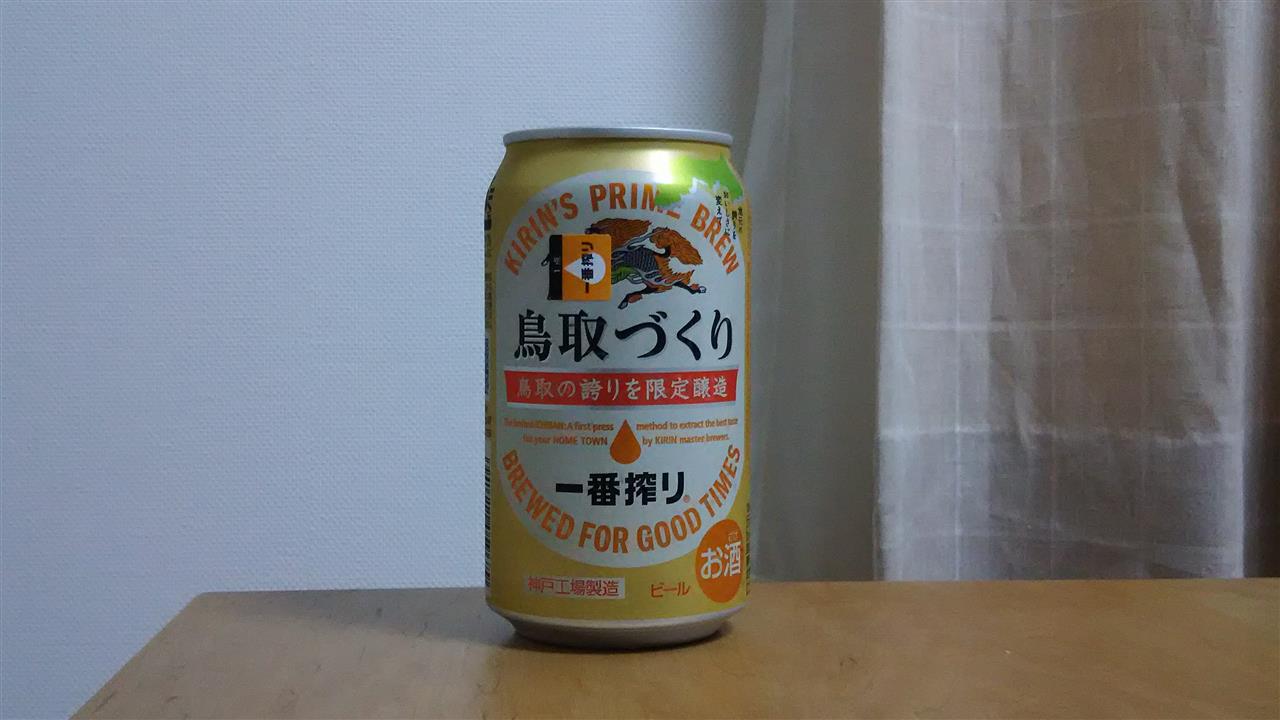 KIRIN'S PRIME BREW
一番搾り
鳥取づくり
鳥取の誇りを限定醸造
ICHIBAN: A first press method to extract the best taste
for your HOME TOWN by KIRIN master brewers.
一番搾り®
BREWED FOR GOOD TIMES
お酒
神戸工場製造
ビール